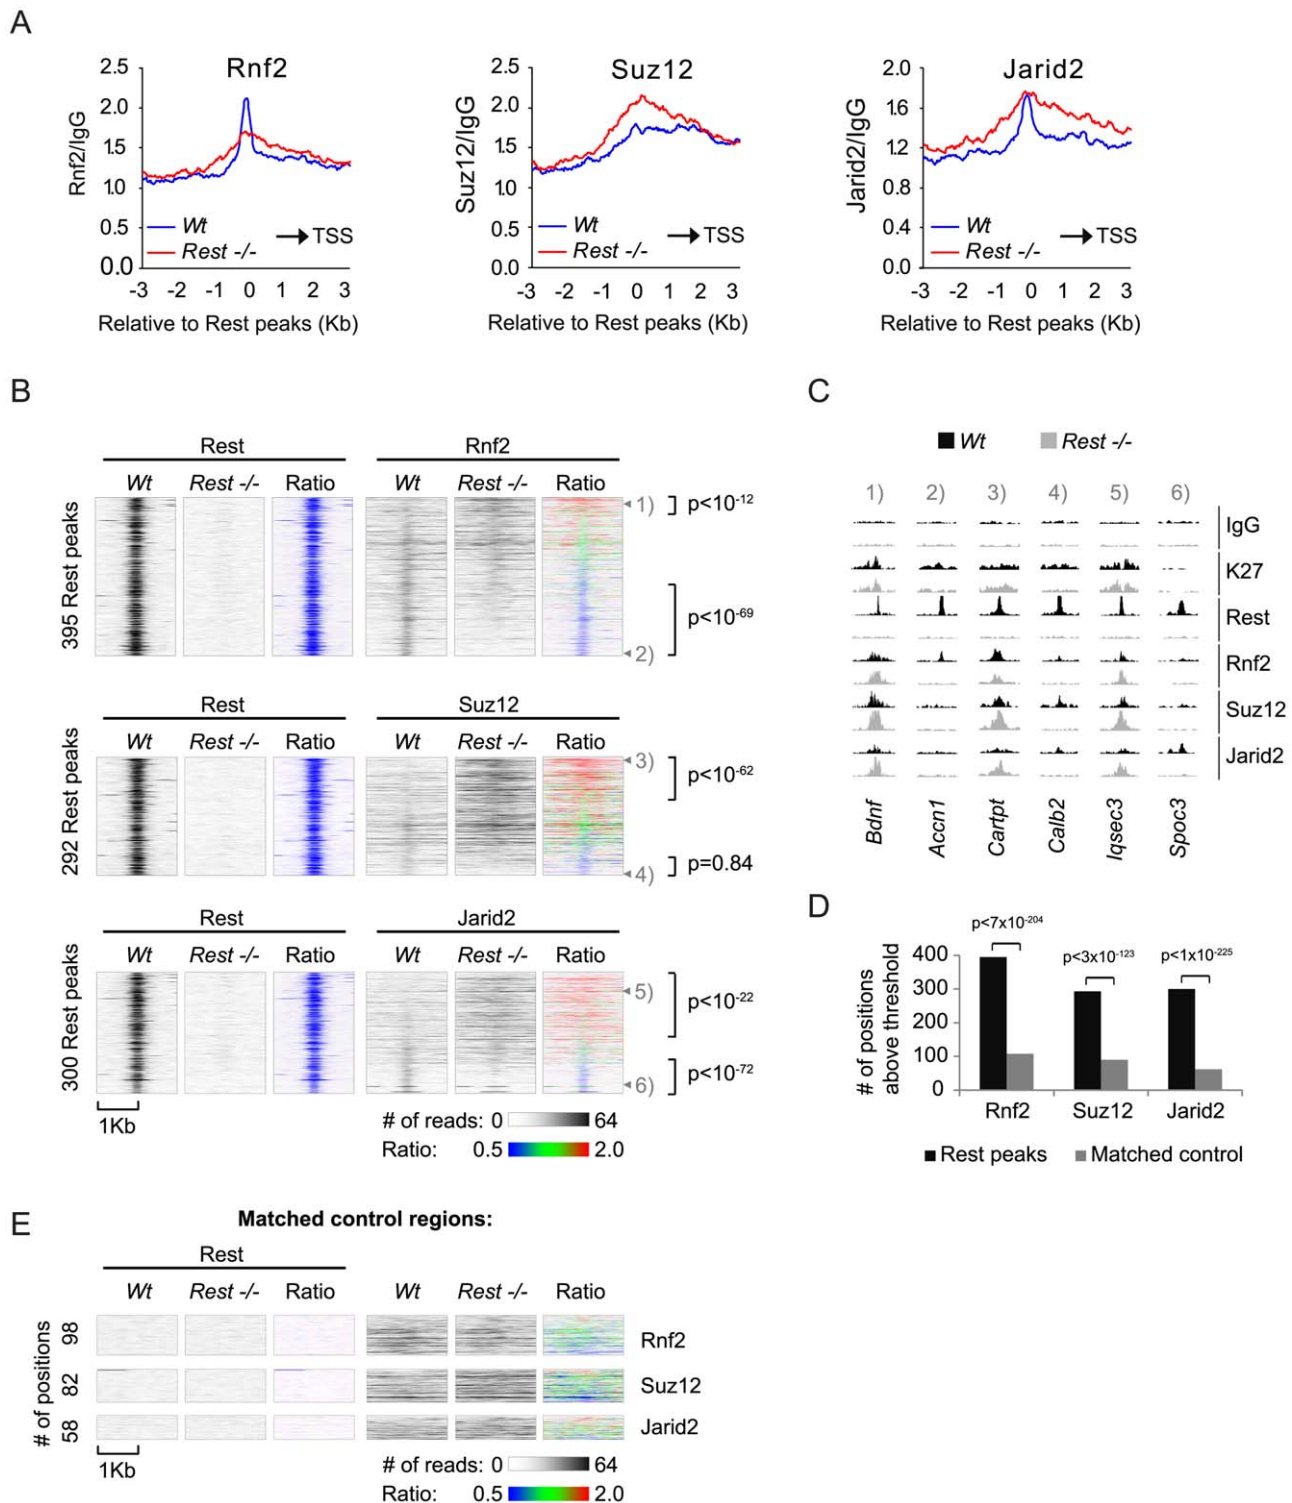 A
Rnf2
2.5
2.0
1.5
1.0
0.5
0.0
Rnf2/IgG
Wt
Rest -/-
TSS
-3 -2 -1 0 1 2 3
Relative to Rest peaks (Kb)
Suz12
2.5
2.0
1.5
1.0
0.5
0.0
Suz12/IgG
Wt
Rest -/-
TSS
-3 -2 -1 0 1 2 3
Relative to Rest peaks (Kb)
Jarid2
2.0
1.6
1.2
0.8
0.4
0.0
Jarid2/IgG
Wt
Rest -/-
TSS
-3 -2 -1 0 1 2 3
Relative to Rest peaks (Kb)
B
Rest Rnf2
Wt Rest -/- Ratio Wt Rest -/- Ratio
395 Rest peaks
1) p<10-12
p<10-69
2)
Rest Suz12
Wt Rest -/- Ratio Wt Rest -/- Ratio
292 Rest peaks
3) p<10-62
p=0.84
4)
Rest Jarid2
Wt Rest -/- Ratio Wt Rest -/- Ratio
300 Rest peaks
5) p<10-22
p<10-72
6)
1Kb
# of reads: 0 64
Ratio: 0.5 2.0
C
Wt Rest -/-
1) 2) 3) 4) 5) 6)
IgG
K27
Rest
Rnf2
Suz12
Jarid2
Bdnf Accn1 Cartpt Calb2 Iqsec3 Spoc3
D
p<7x10-204
p<3x10-123 p<1x10-225
# of positions
above threshold
400
300
200
100
0
Rnf2 Suz12 Jarid2
Rest peaks Matched control
E
Matched control regions:
Rest
Wt Rest -/- Ratio Wt Rest -/- Ratio
# of positions
98 Rnf2
82 Suz12
58 Jarid2
1Kb
# of reads: 0 64
Ratio: 0.5 2.0